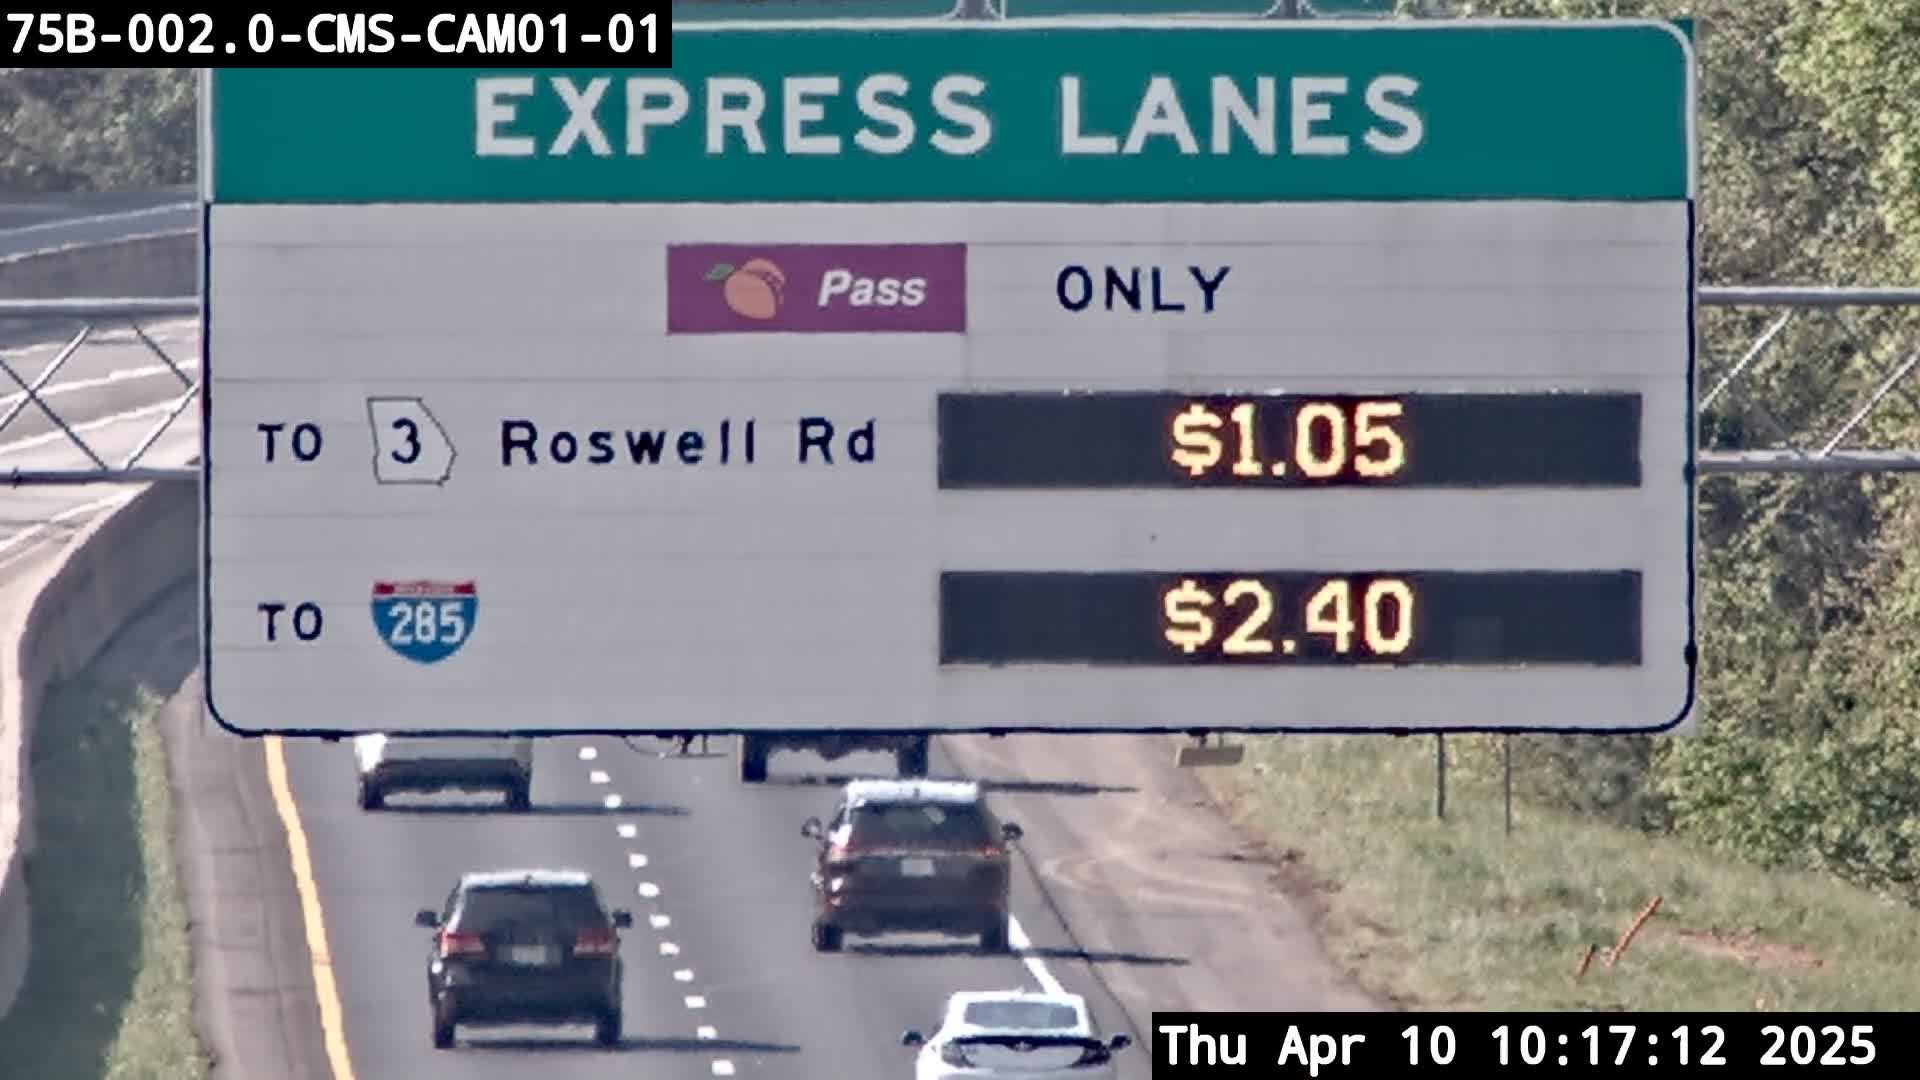 75B-002.0-CMS-CAM01-01
EXPRESS LANES
Pass ONLY
TO 3 Roswell Rd $1.05
TO 285 $2.40
Thu Apr 10 10:17:12 2025